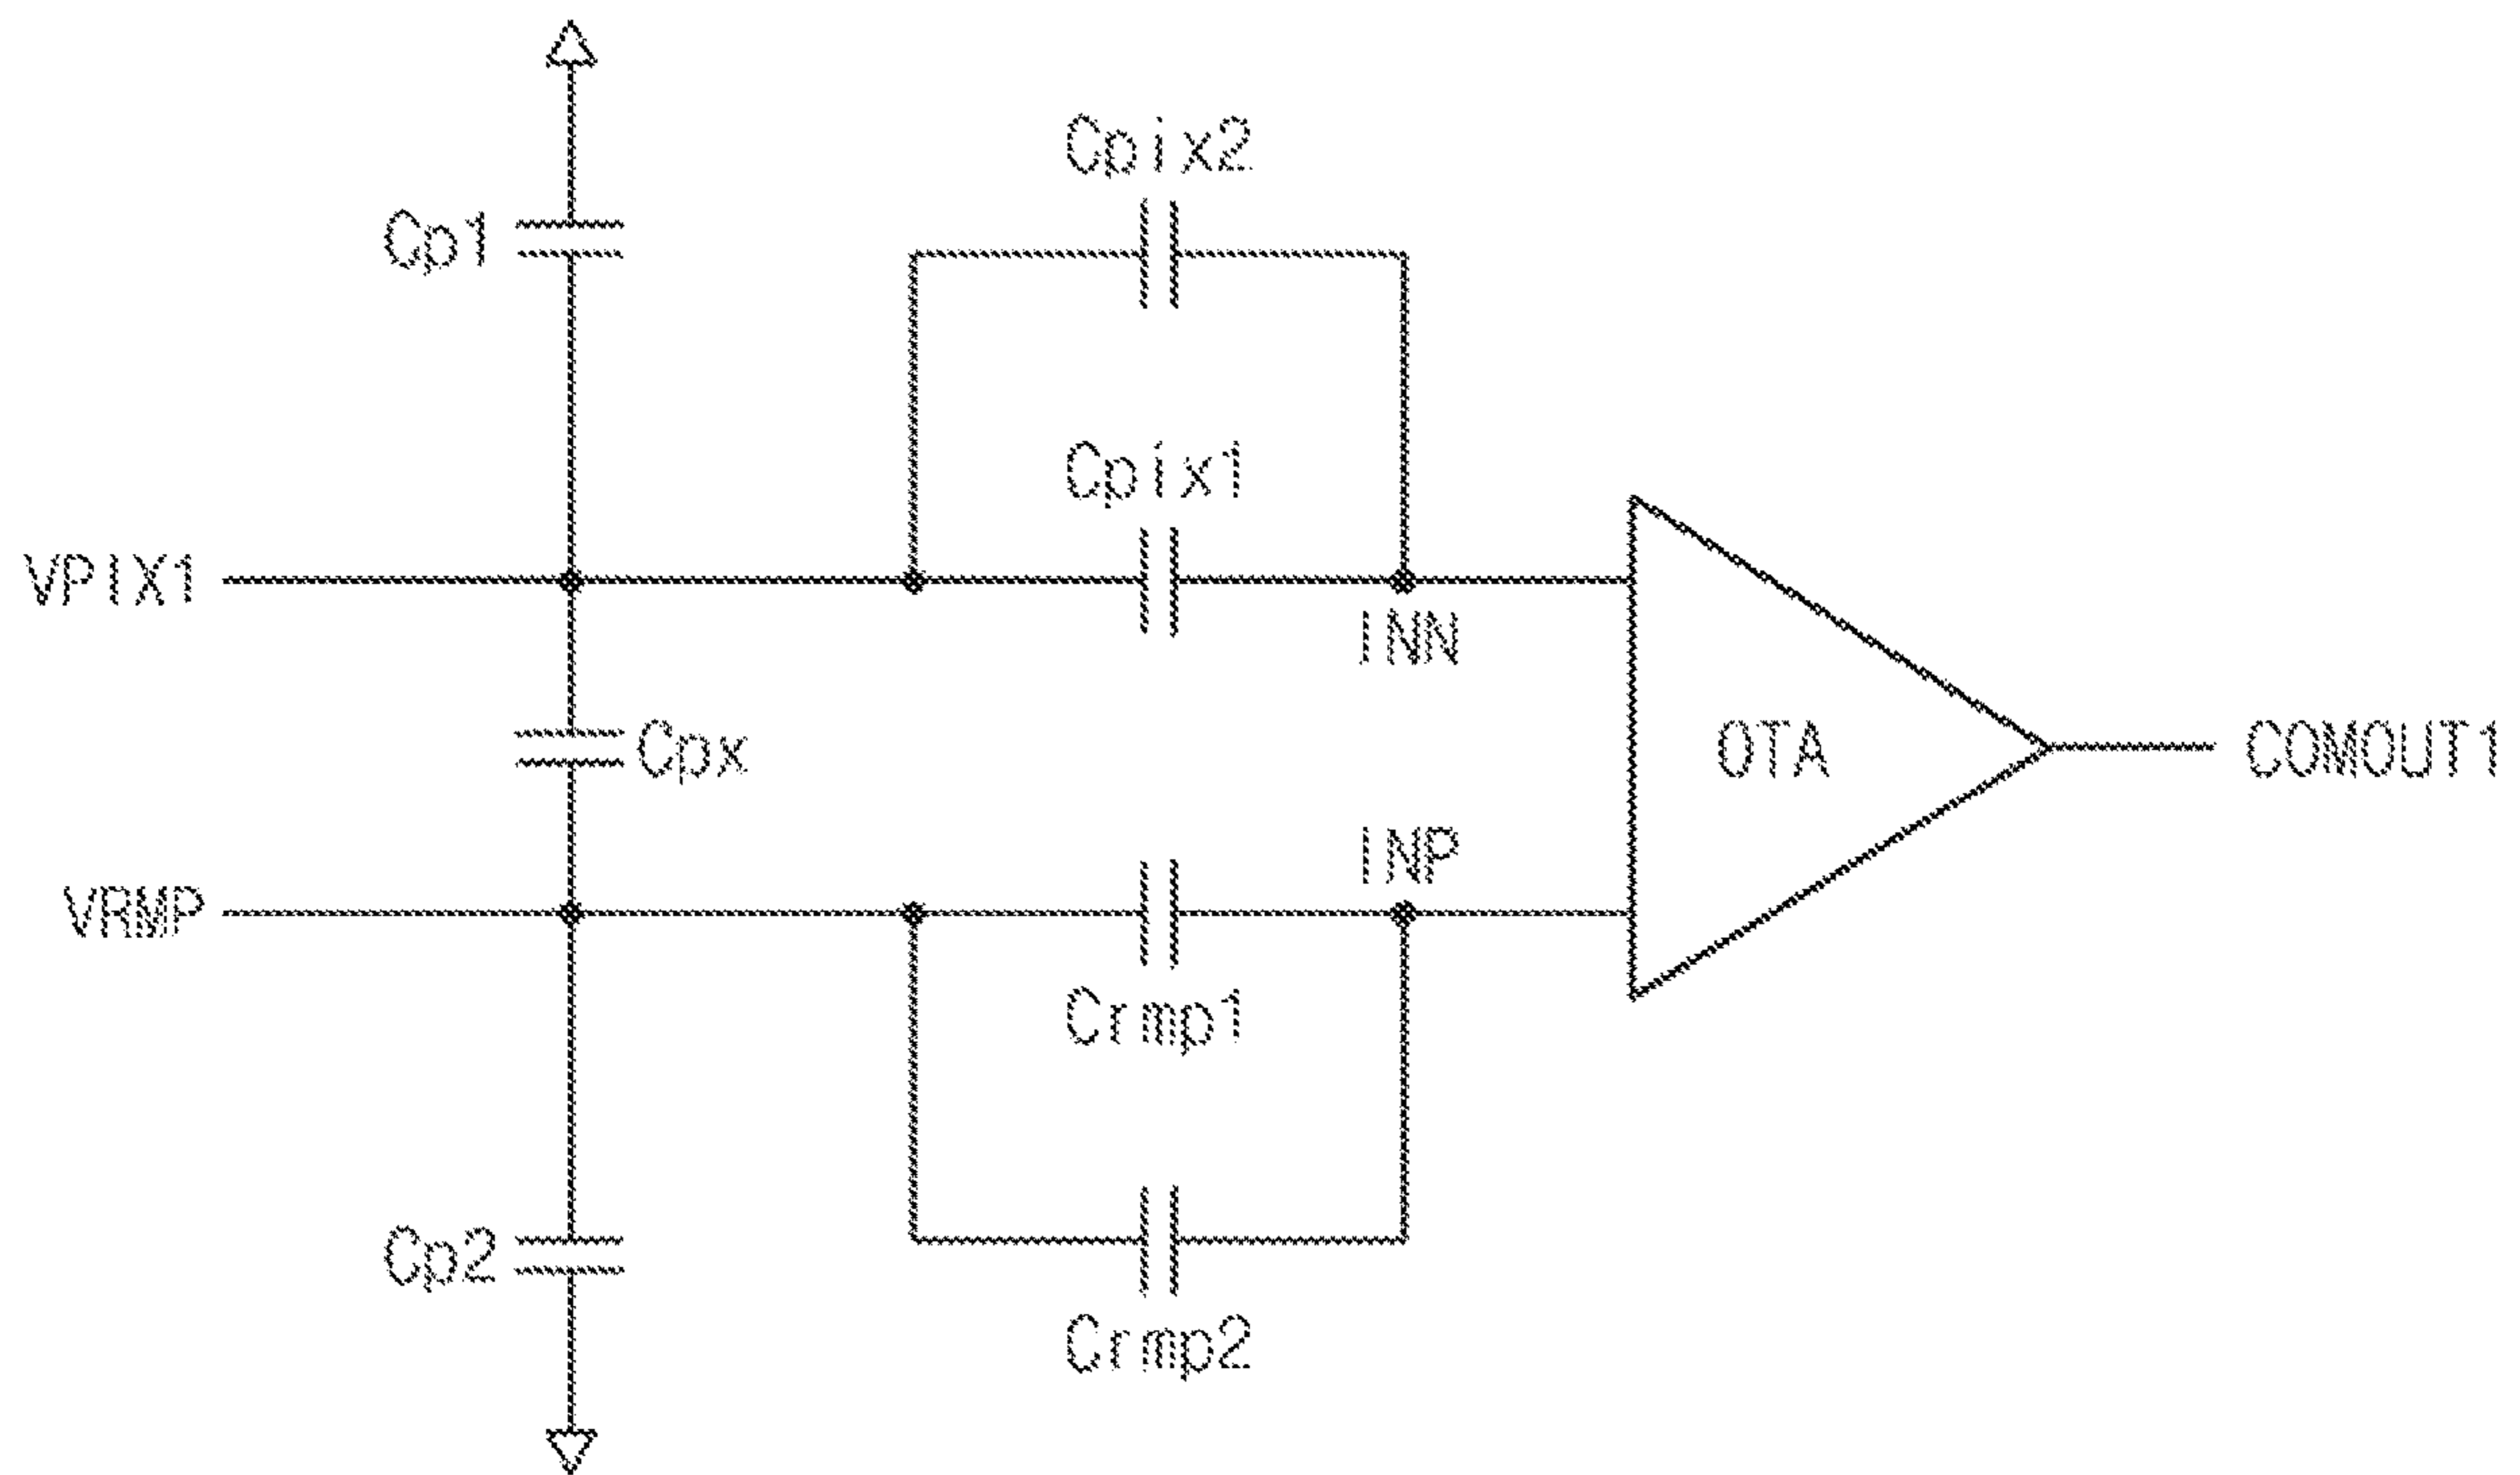 Cpix2
Cp1
Cpix1
VPIX1
INN
Cpx
OTA
COMOUT1
INP
VRMP
Crmp1
Cp2
Crmp2